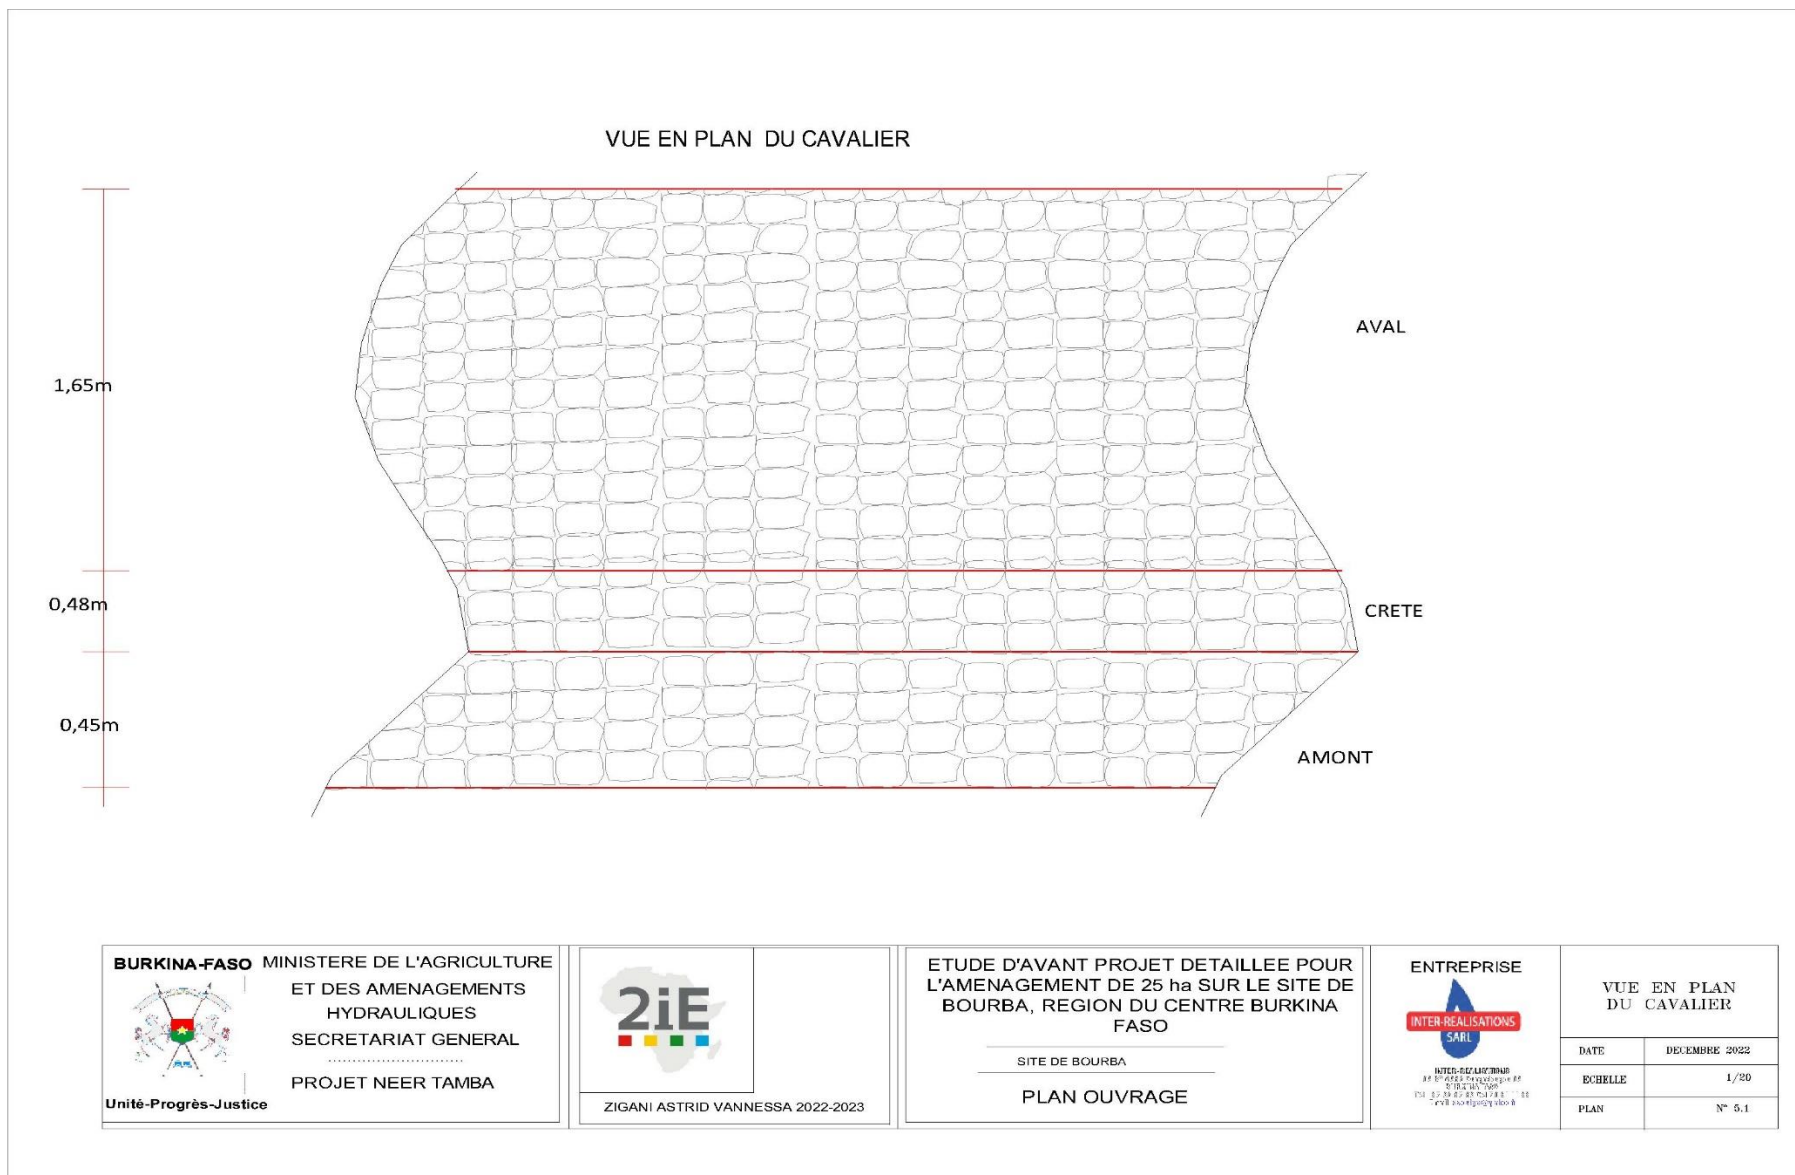 VUE EN PLAN DU CAVALIER
AVAL
1,65m
0,48m
CRETE
0,45m
AMONT
BURKINA-FASO
Unité-Progrès-Justice
MINISTERE DE L'AGRICULTURE
ET DES AMENAGEMENTS
HYDRAULIQUES
SECRETARIAT GENERAL
...........................
PROJET NEER TAMBA
2iE
ZIGANI ASTRID VANNESSA 2022-2023
ETUDE D'AVANT PROJET DETAILLEE POUR
L'AMENAGEMENT DE 25 ha SUR LE SITE DE
BOURBA, REGION DU CENTRE BURKINA
FASO
SITE DE BOURBA
PLAN OUVRAGE
ENTREPRISE
INTER-REALISATIONS
SARL
INTER-REALISATIONS
VUE EN PLAN
DU CAVALIER
DATE DECEMBRE 2022
ECHELLE 1/20
PLAN N° 5.1